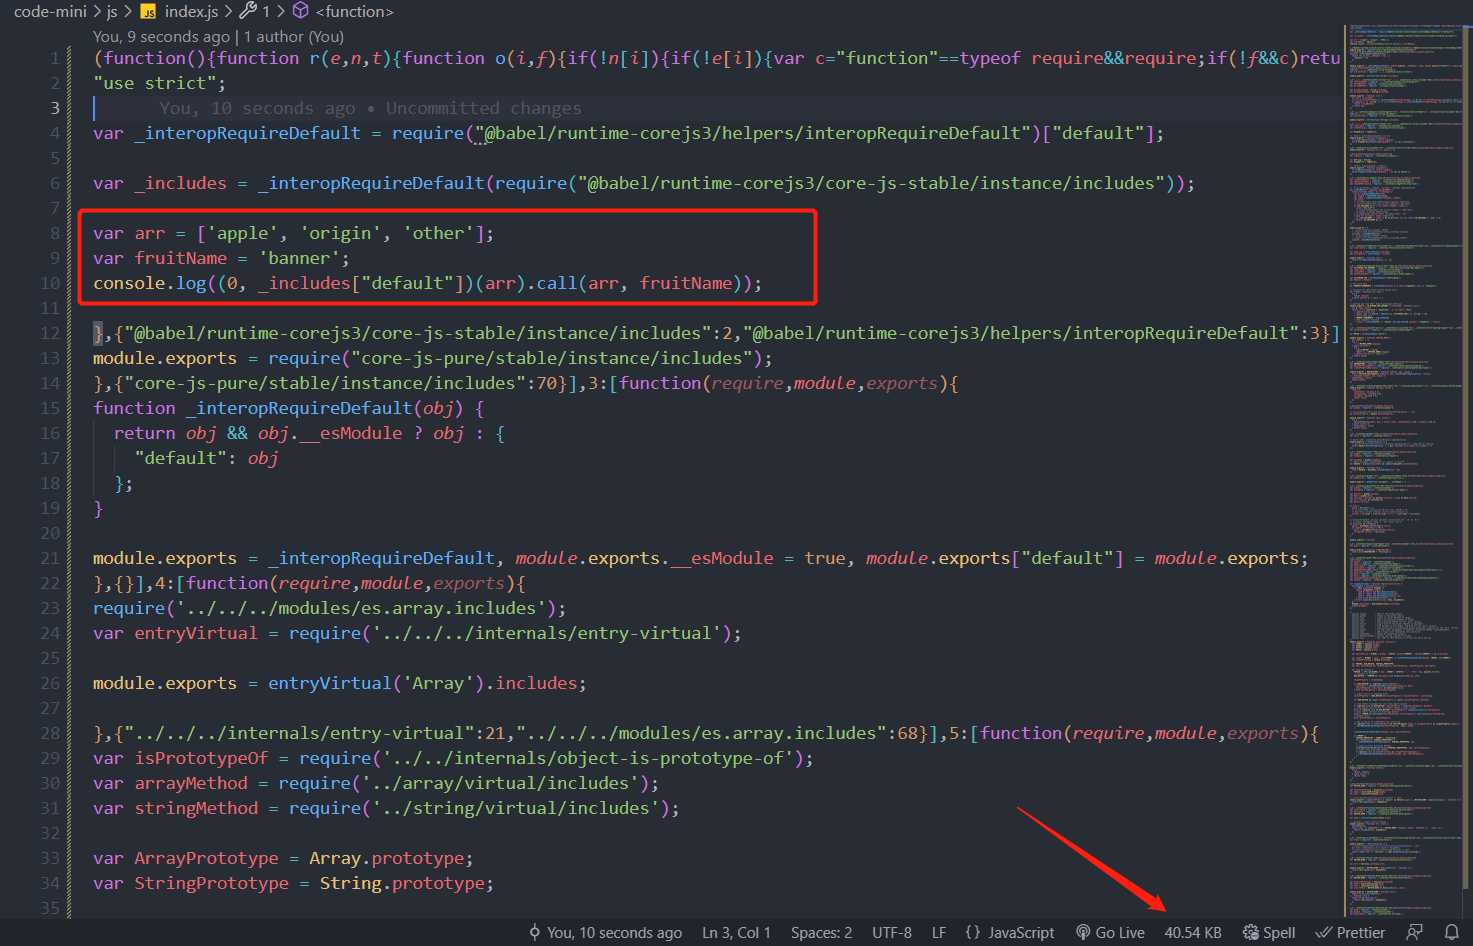 code-mini > js > JS index.js > 1 > <function>
You, 9 seconds ago | 1 author (You)
1 (function(){function r(e,n,t){function o(i,f){if(!n[i]){if(!e[i]){var c="function"==typeof require&&require;if(!f&&c)retu
2 "use strict";
3 You, 10 seconds ago • Uncommitted changes
4 var _interopRequireDefault = require("@babel/runtime-corejs3/helpers/interopRequireDefault")["default"];
5
6 var _includes = _interopRequireDefault(require("@babel/runtime-corejs3/core-js-stable/instance/includes"));
7
8 var arr = ['apple', 'origin', 'other'];
9 var fruitName = 'banner';
10 console.log((0, _includes["default"])(arr).call(arr, fruitName));
11
12 },{"@babel/runtime-corejs3/core-js-stable/instance/includes":2,"@babel/runtime-corejs3/helpers/interopRequireDefault":3}]
13 module.exports = require("core-js-pure/stable/instance/includes");
14 },{"core-js-pure/stable/instance/includes":70}],3:[function(require,module,exports){
15 function _interopRequireDefault(obj) {
16 return obj && obj.__esModule ? obj : {
17 "default": obj
18 };
19 }
20
21 module.exports = _interopRequireDefault, module.exports.__esModule = true, module.exports["default"] = module.exports;
22 },{}],4:[function(require,module,exports){
23 require('../../../modules/es.array.includes');
24 var entryVirtual = require('../../../internals/entry-virtual');
25
26 module.exports = entryVirtual('Array').includes;
27
28 },{"../../../internals/entry-virtual":21,"../../../modules/es.array.includes":68}],5:[function(require,module,exports){
29 var isPrototypeOf = require('../../internals/object-is-prototype-of');
30 var arrayMethod = require('../array/virtual/includes');
31 var stringMethod = require('../string/virtual/includes');
32
33 var ArrayPrototype = Array.prototype;
34 var StringPrototype = String.prototype;
35
You, 10 seconds ago Ln 3, Col 1 Spaces: 2 UTF-8 LF {} JavaScript Go Live 40.54 KB Spell Prettier